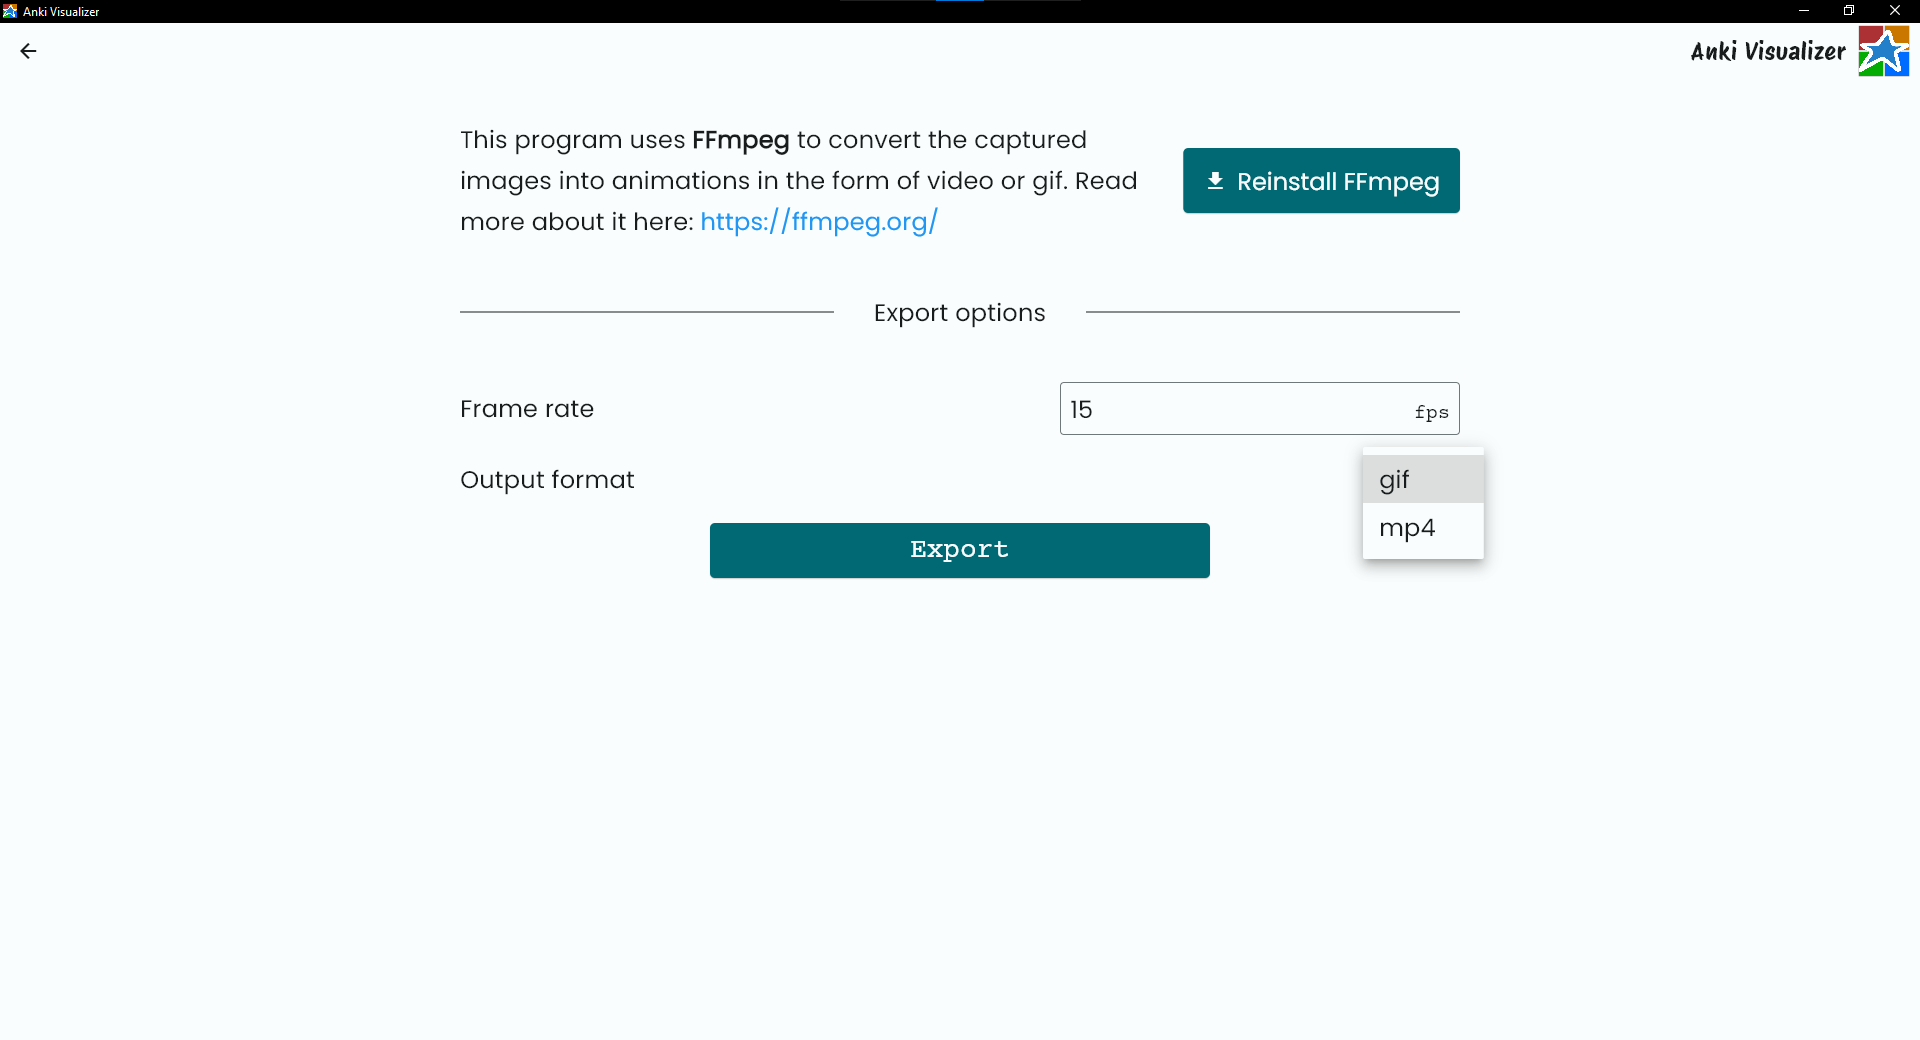 Anki Visualizer
Anki Visualizer
This program uses FFmpeg to convert the captured
images into animations in the form of video or gif. Read
more about it here: https://ffmpeg.org/
Reinstall FFmpeg
Export options
Frame rate
15 fps
Output format
gif
mp4
Export